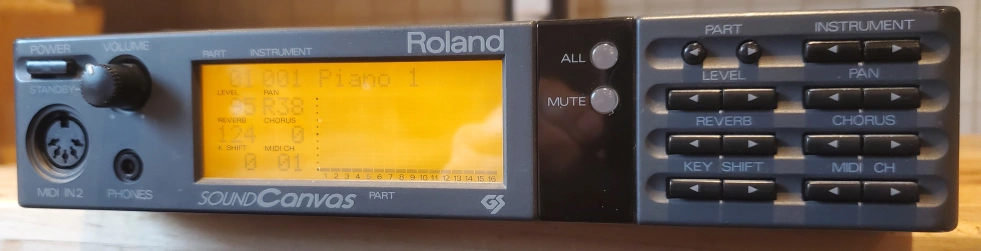 POWER
VOLUME
STANDBY
MIDI IN 2
PHONES
PART INSTRUMENT
Roland
01 001 Piano 1
LEVEL PAN
95 R38
REVERB CHORUS
124 0
K SHIFT MIDI CH
0 01
1 2 3 4 5 6 7 8 9 10 11 12 13 14 15 16
SOUND Canvas
PART
GS
ALL
MUTE
PART
INSTRUMENT
LEVEL
PAN
REVERB
CHORUS
KEY SHIFT
MIDI CH